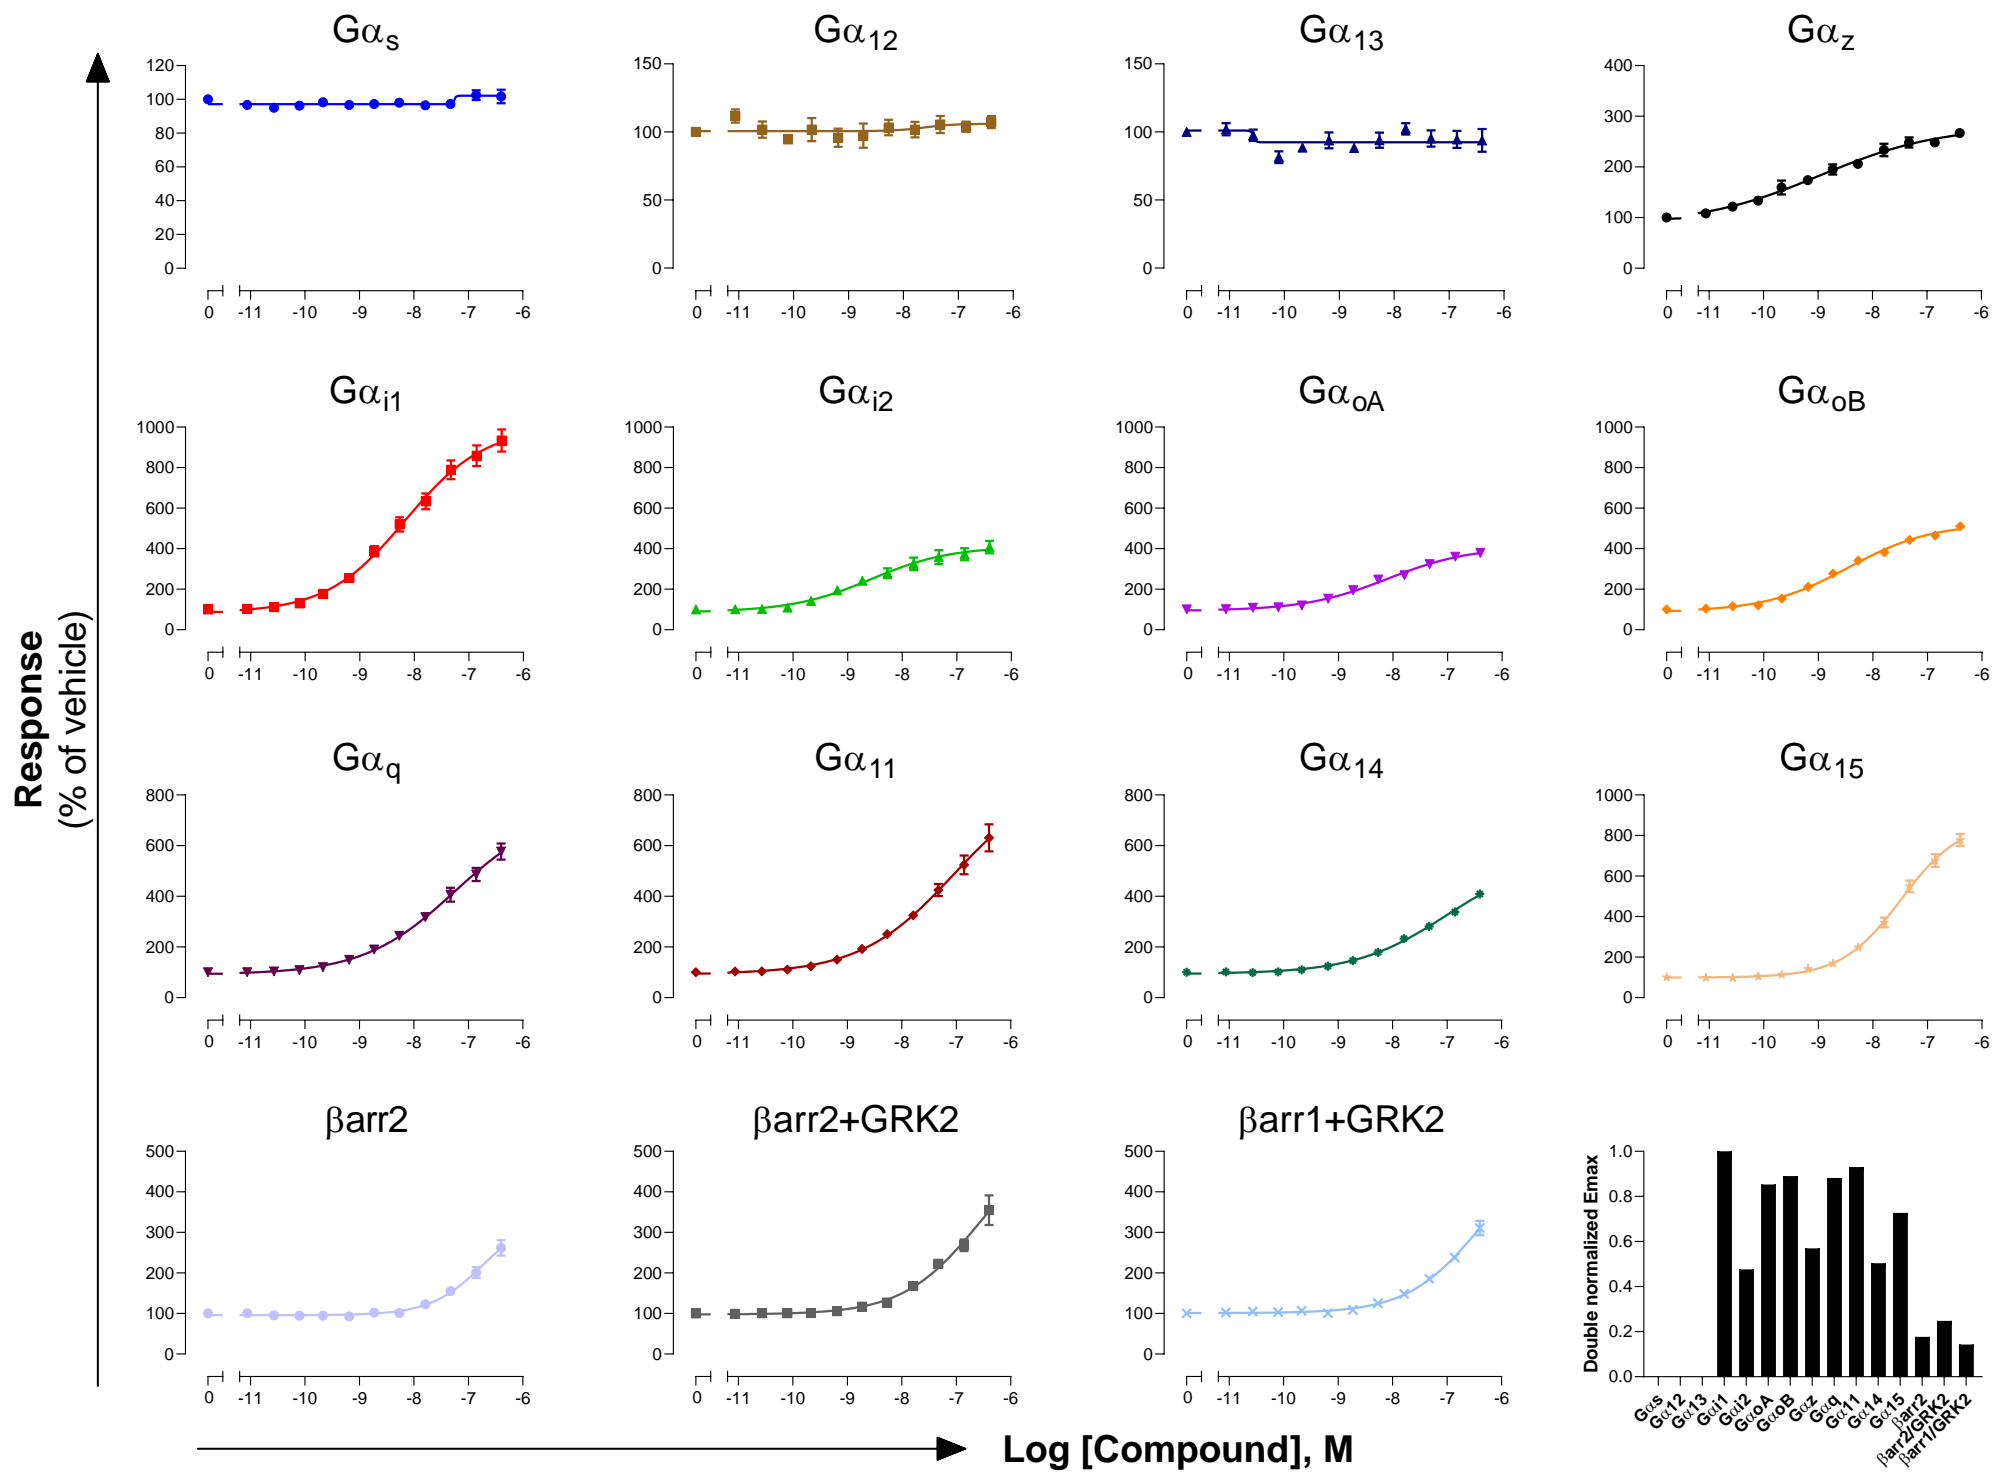 Gαs
Gα12
Gα13
Gαz
120
100
80
60
40
20
0
0 -11 -10 -9 -8 -7 -6
150
100
50
0
0 -11 -10 -9 -8 -7 -6
150
100
50
0
0 -11 -10 -9 -8 -7 -6
400
300
200
100
0
0 -11 -10 -9 -8 -7 -6
Gαi1
Gαi2
GαoA
GαoB
1000
800
600
400
200
0
0 -11 -10 -9 -8 -7 -6
1000
800
600
400
200
0
0 -11 -10 -9 -8 -7 -6
1000
800
600
400
200
0
0 -11 -10 -9 -8 -7 -6
1000
800
600
400
200
0
0 -11 -10 -9 -8 -7 -6
Response
(% of vehicle)
Gαq
Gα11
Gα14
Gα15
800
600
400
200
0
0 -11 -10 -9 -8 -7 -6
800
600
400
200
0
0 -11 -10 -9 -8 -7 -6
800
600
400
200
0
0 -11 -10 -9 -8 -7 -6
1000
800
600
400
200
0
0 -11 -10 -9 -8 -7 -6
βarr2
βarr2+GRK2
βarr1+GRK2
500
400
300
200
100
0
0 -11 -10 -9 -8 -7 -6
500
400
300
200
100
0
0 -11 -10 -9 -8 -7 -6
500
400
300
200
100
0
0 -11 -10 -9 -8 -7 -6
Double normalized Emax
1.0
0.8
0.6
0.4
0.2
0.0
Gαs
Gα12
Gα13
Gαi1
Gαi2
GαoA
GαoB
Gαz
Gαq
Gα11
Gα14
Gα15
βarr2
βarr2/GRK2
βarr1/GRK2
Log [Compound], M